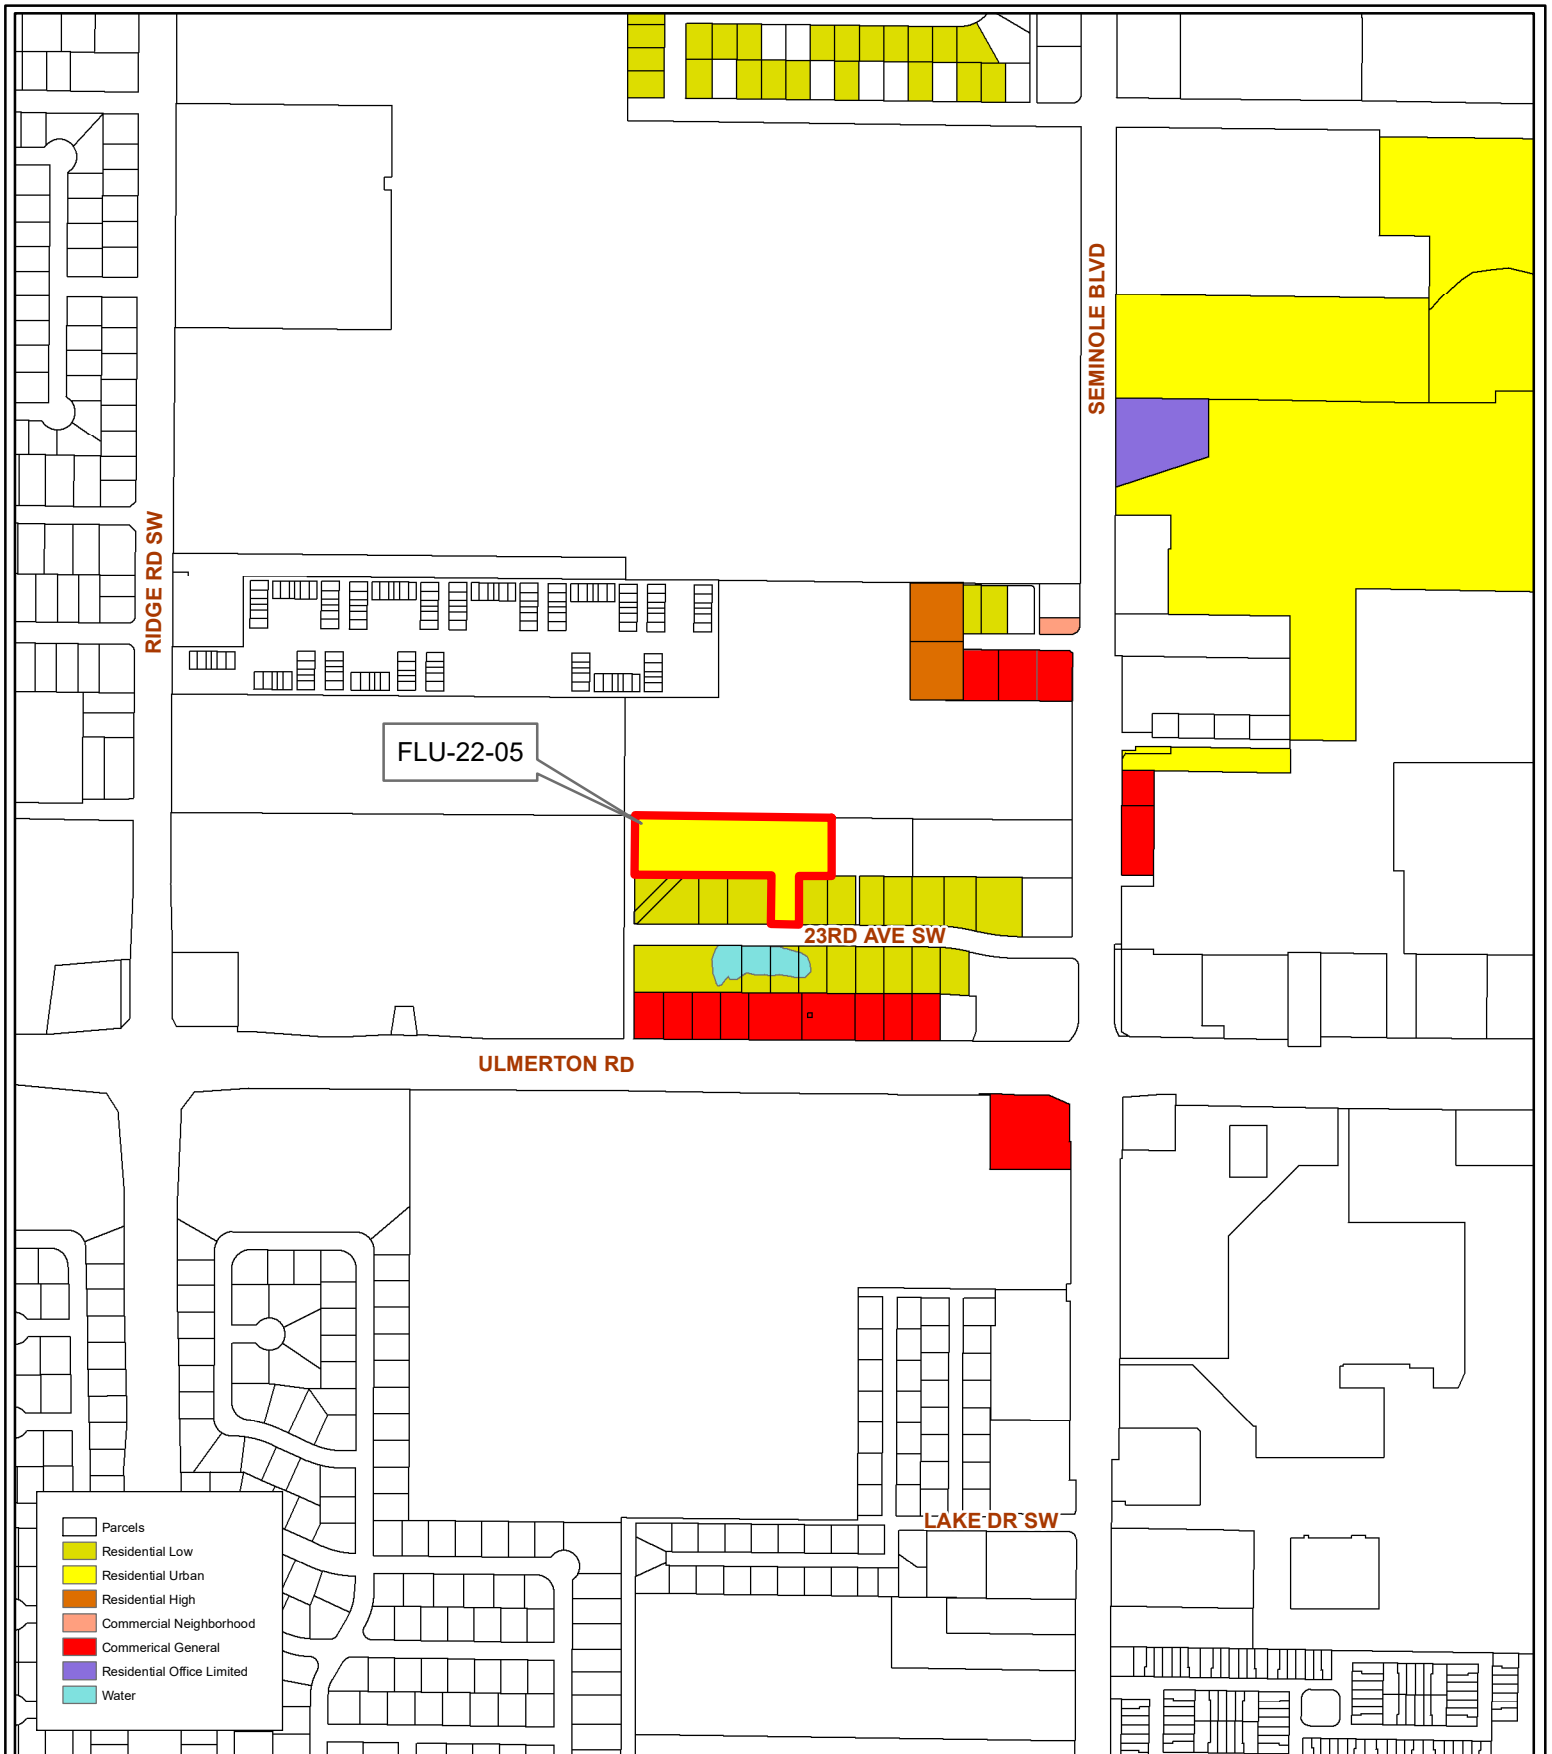 SEMINOLE BLVD
RIDGE RD SW
FLU-22-05
23RD AVE SW
ULMERTON RD
LAKE DR SW
Parcels
Residential Low
Residential Urban
Residential High
Commercial Neighborhood
Commerical General
Residential Office Limited
Water